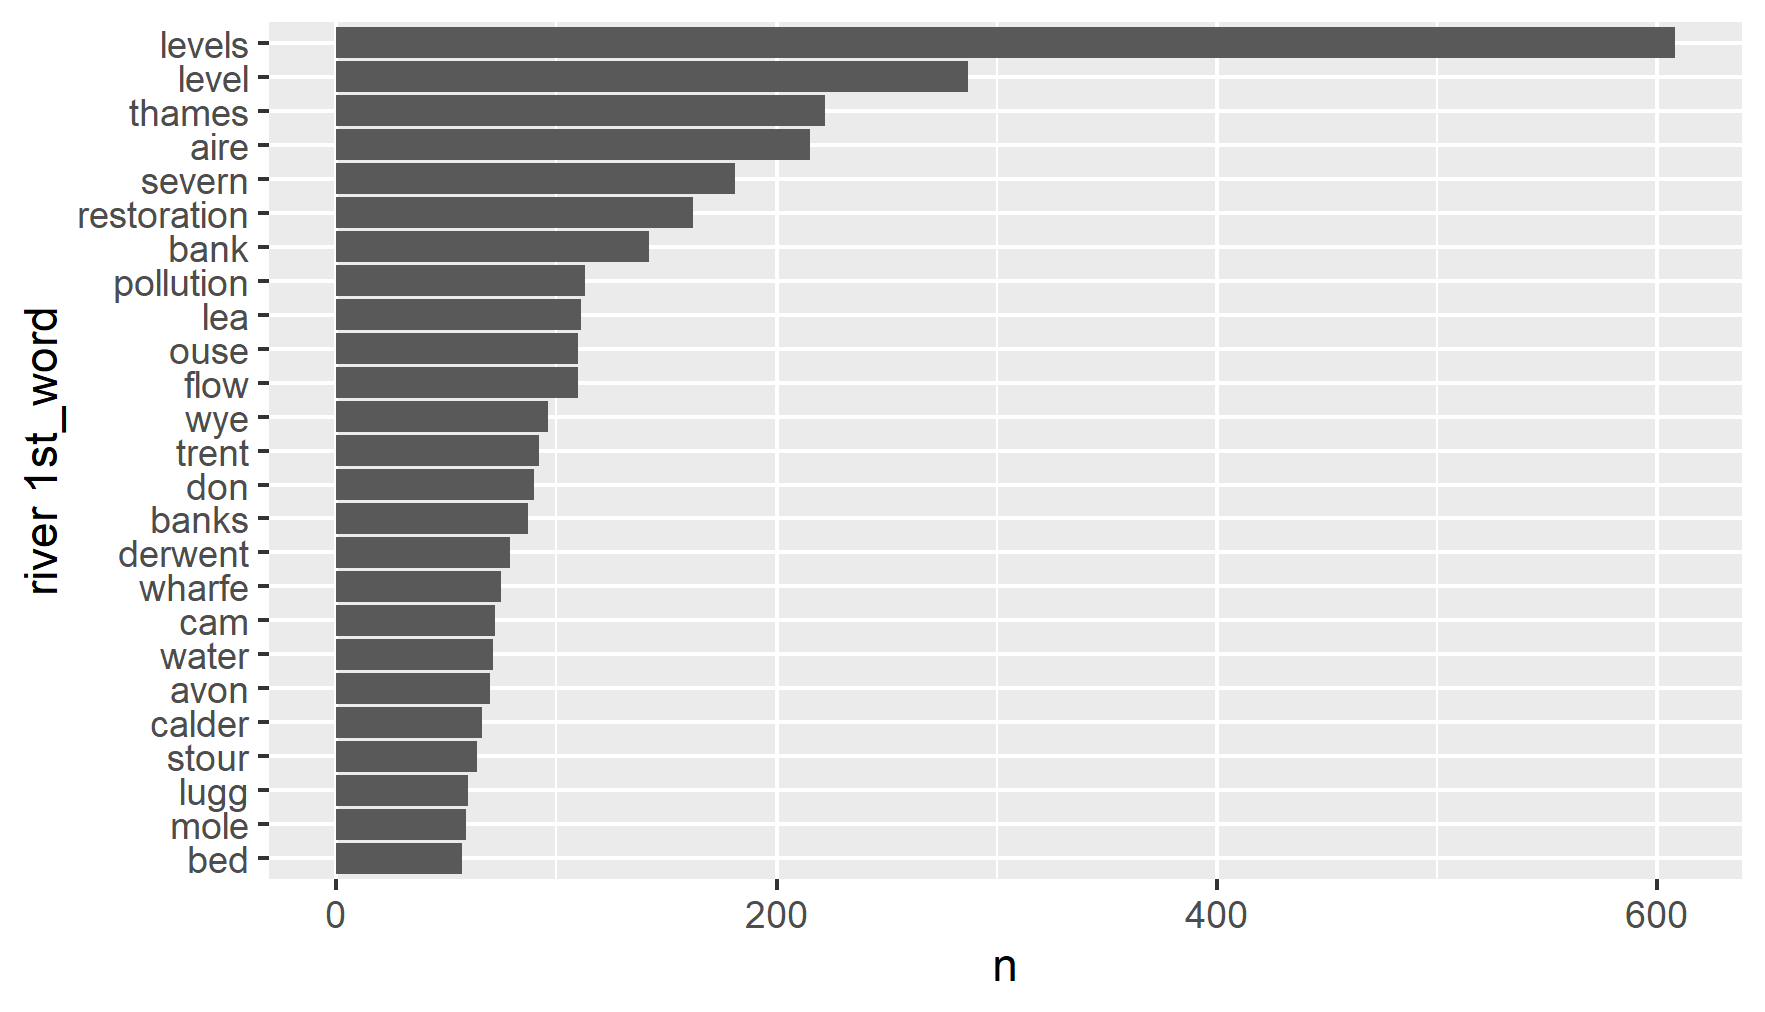 levels
level
thames
aire
severn
restoration
bank
pollution
lea
ouse
flow
wye
trent
don
banks
derwent
wharfe
cam
water
avon
calder
stour
lugg
mole
bed
river 1st_word
0 200 400 600
n